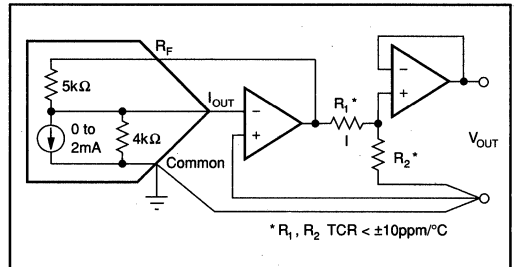 R_F
5kΩ
I_OUT
0 to
2mA
4kΩ
Common
−
+
R_1*
I
−
+
R_2*
V_OUT
* R_1, R_2 TCR < ±10ppm/°C